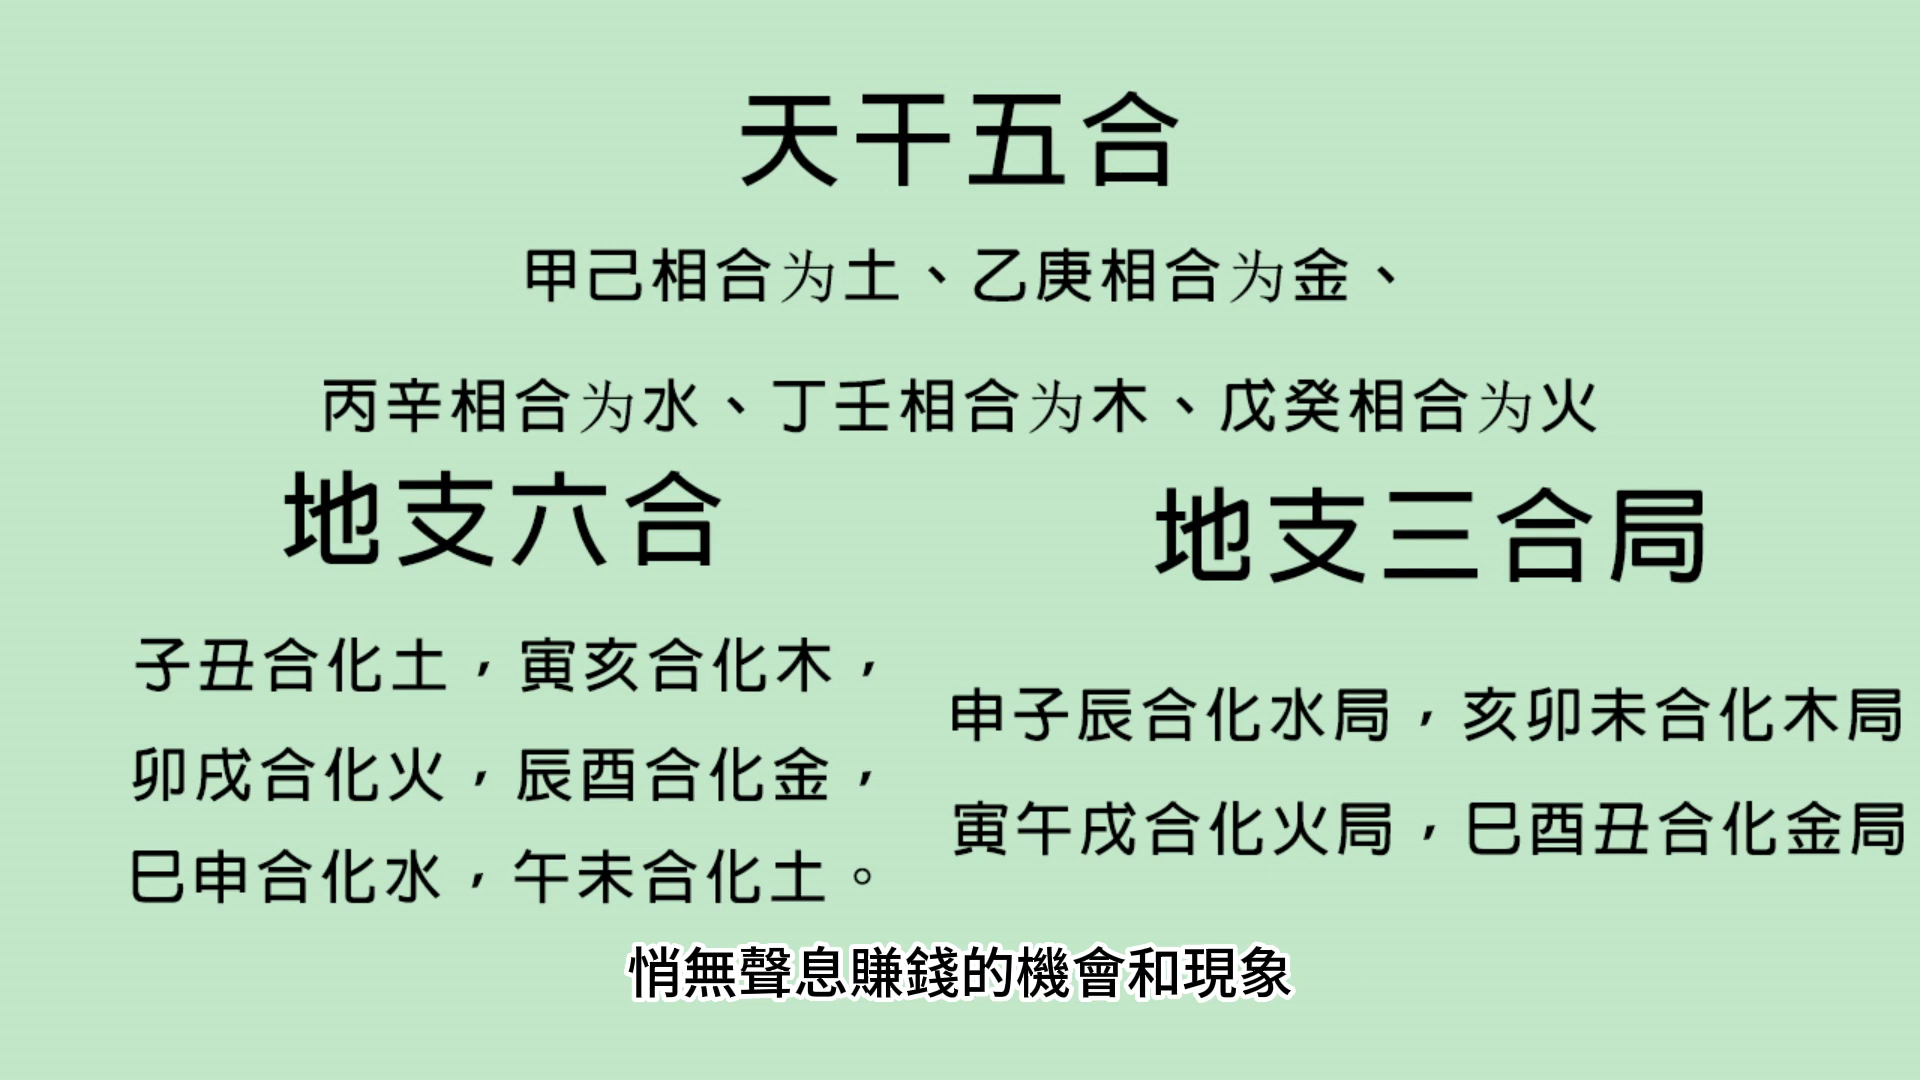 天干五合
甲己相合为土、乙庚相合为金、
丙辛相合为水、丁壬相合为木、戊癸相合为火
地支六合
子丑合化土，寅亥合化木，
卯戌合化火，辰酉合化金，
巳申合化水，午未合化土。
地支三合局
申子辰合化水局，亥卯未合化木局
寅午戌合化火局，巳酉丑合化金局
悄無聲息賺錢的機會和現象